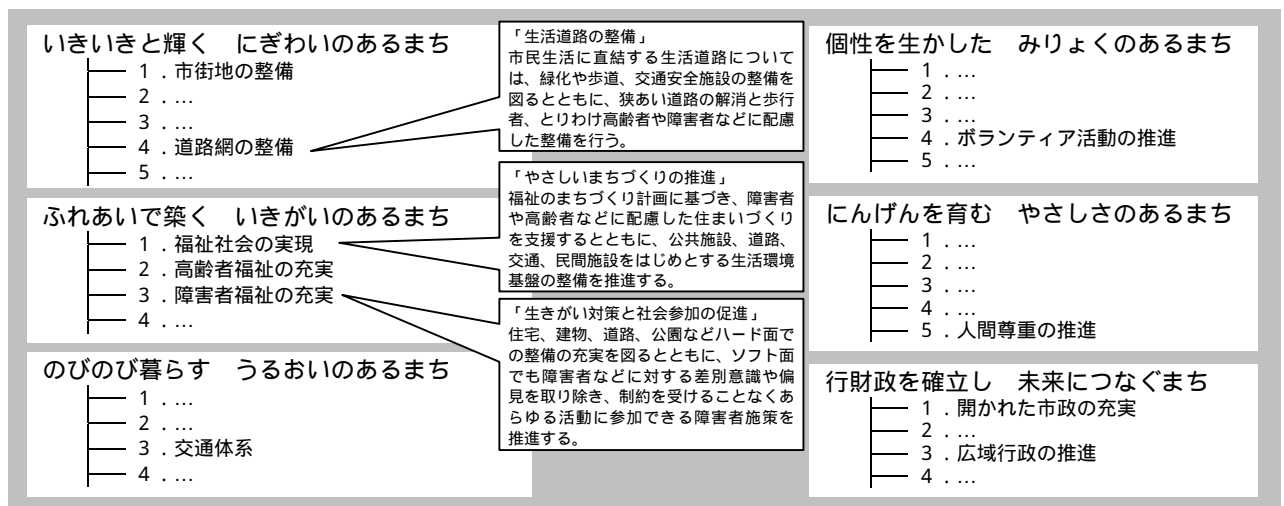 いきいきと輝く　にぎわいのあるまち
1．市街地の整備
2．…
3．…
4．道路網の整備
5．…
ふれあいで築く　いきがいのあるまち
1．福祉社会の実現
2．高齢者福祉の充実
3．障害者福祉の充実
4．…
のびのび暮らす　うるおいのあるまち
1．…
2．…
3．交通体系
4．…
「生活道路の整備」
市民生活に直結する生活道路について
は、緑化や歩道、交通安全施設の整備を
図るとともに、狭あい道路の解消と歩行
者、とりわけ高齢者や障害者などに配慮
した整備を行う。
「やさしいまちづくりの推進」
福祉のまちづくり計画に基づき、障害者
や高齢者などに配慮した住まいづくり
を支援するとともに、公共施設、道路、
交通、民間施設をはじめとする生活環境
基盤の整備を推進する。
「生きがい対策と社会参加の促進」
住宅、建物、道路、公園などハード面で
の整備の充実を図るとともに、ソフト面
でも障害者などに対する差別意識や偏
見を取り除き、制約を受けることなくあ
らゆる活動に参加できる障害者施策を
推進する。
個性を生かした　みりょくのあるまち
1．…
2．…
3．…
4．ボランティア活動の推進
5．…
にんげんを育む　やさしさのあるまち
1．…
2．…
3．…
4．…
5．人間尊重の推進
行財政を確立し　未来につなぐまち
1．開かれた市政の充実
2．…
3．広域行政の推進
4．…